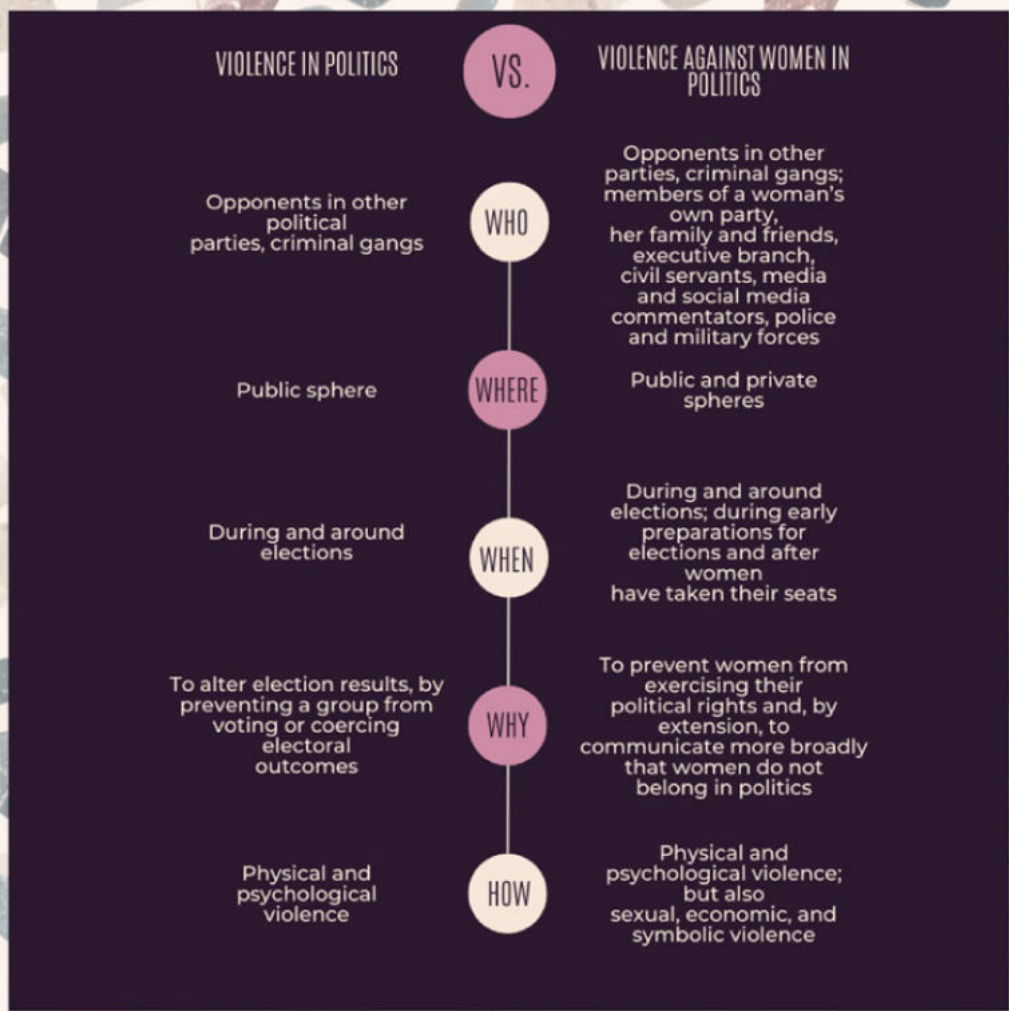 VIOLENCE IN POLITICS
VS.
VIOLENCE AGAINST WOMEN IN
POLITICS
Opponents in other
political
parties, criminal gangs
WHO
Opponents in other
parties, criminal gangs;
members of a woman's
own party,
her family and friends,
executive branch,
civil servants, media
and social media
commentators, police
and military forces
Public sphere
WHERE
Public and private
spheres
During and around
elections
WHEN
During and around
elections; during early
preparations for
elections and after
women
have taken their seats
To alter election results, by
preventing a group from
voting or coercing
electoral
outcomes
WHY
To prevent women from
exercising their
political rights and, by
extension, to
communicate more broadly
that women do not
belong in politics
Physical and
psychological
violence
HOW
Physical and
psychological violence;
but also
sexual, economic, and
symbolic violence